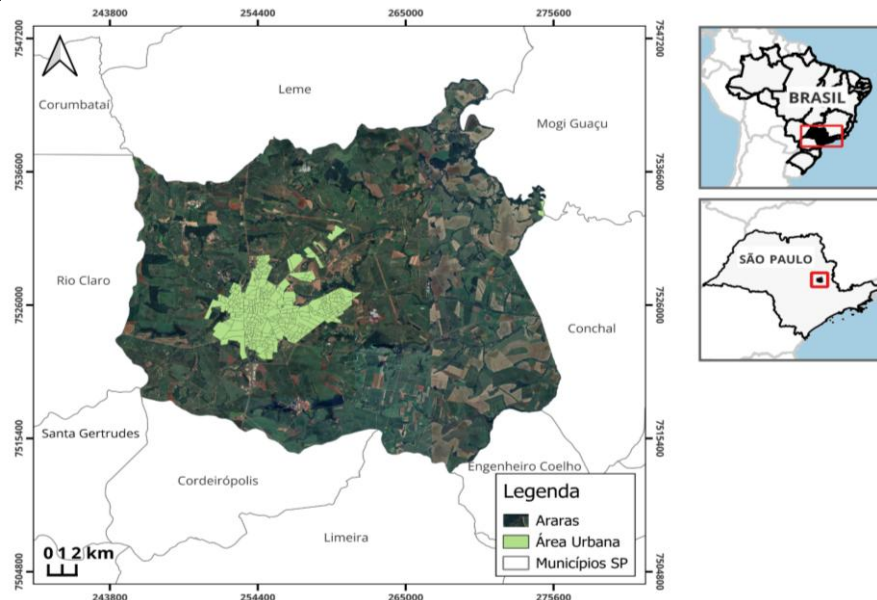 243800 254400 265000 275600
7547200 7547200
Leme
Corumbataí
Mogi Guaçu
BRASIL
7536600 7536600
SÃO PAULO
Rio Claro
7526000 7526000
Conchal
Santa Gertrudes
7515400 7515400
Engenheiro Coelho
Cordeirópolis
Legenda
Araras
Área Urbana
Municípios SP
Limeira
0 1 2 km
7504800 7504800
243800 254400 265000 275600